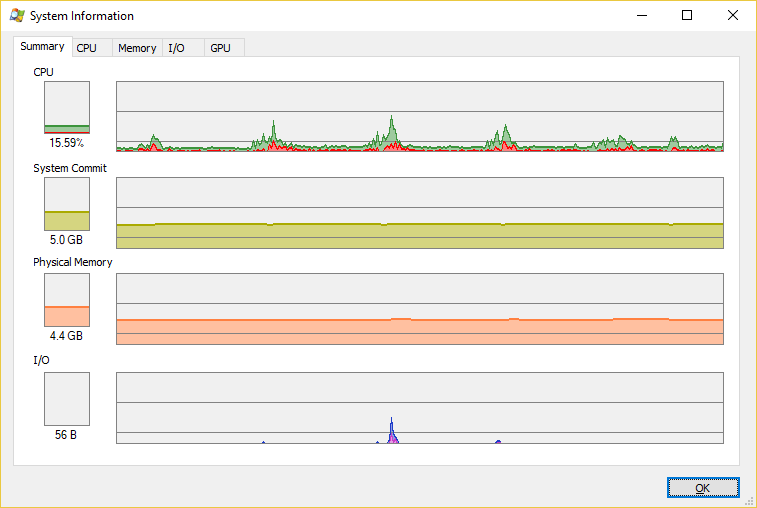 System Information
Summary CPU Memory I/O GPU
CPU
15.59%
System Commit
5.0 GB
Physical Memory
4.4 GB
I/O
56 B
OK